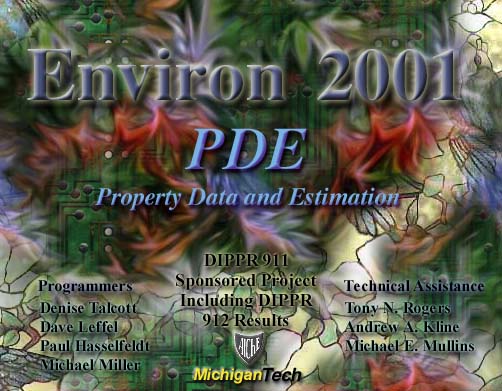 Environ 2001
PDE
Property Data and Estimation
DIPPR 911
Sponsored Project
Including DIPPR
912 Results
Programmers
Denise Talcott
Dave Leffel
Paul Hasselfeldt
Michael Miller
Technical Assistance
Tony N. Rogers
Andrew A. Kline
Michael E. Mullins
AIChE
MichiganTech